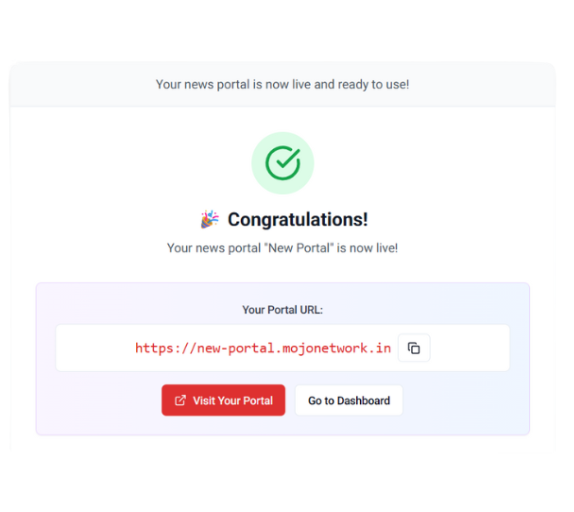 Your news portal is now live and ready to use!
🎉 Congratulations!
Your news portal "New Portal" is now live!
Your Portal URL:
https://new-portal.mojonetwork.in
Visit Your Portal
Go to Dashboard